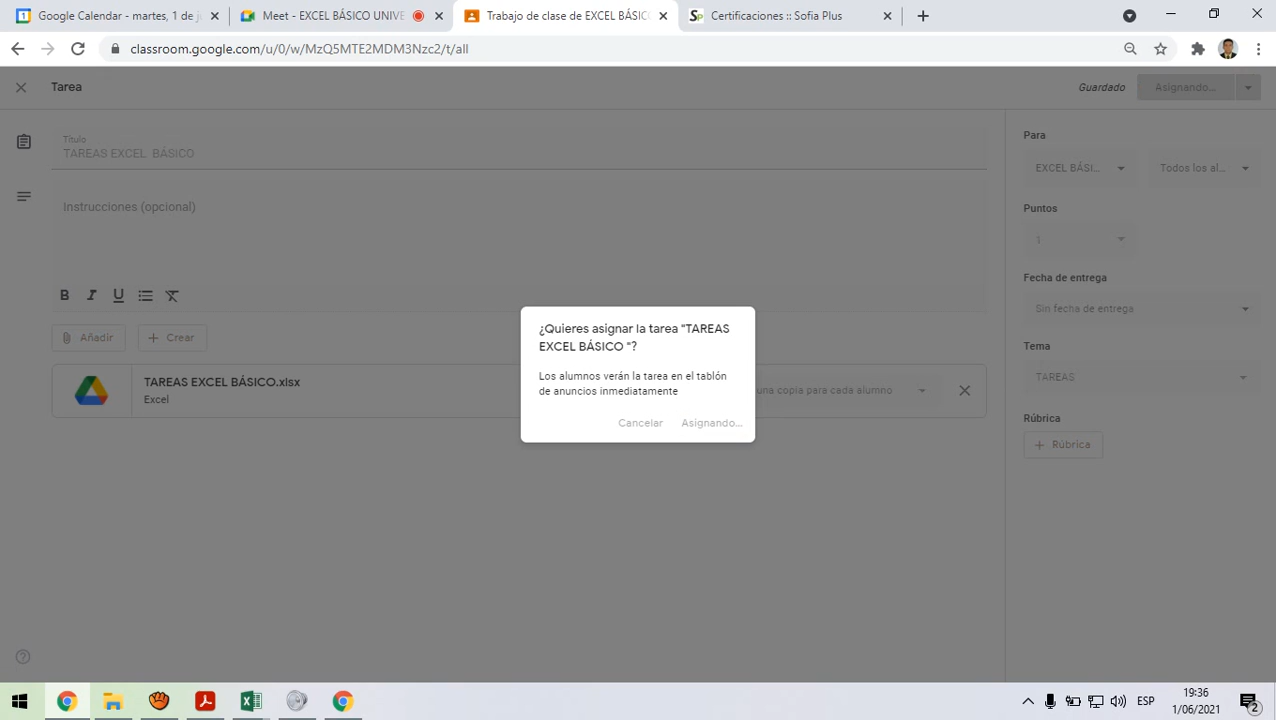 Google Calendar - martes, 1 de ju
Meet - EXCEL BÁSICO UNIVE
Trabajo de clase de EXCEL BÁSICO
Certificaciones :: Sofia Plus
classroom.google.com/u/0/w/MzQ5MTE2MDM3Nzc2/t/all
Tarea
Guardado
Asignando...
Título
TAREAS EXCEL BÁSICO
Instrucciones (opcional)
B I U
Añadir
Crear
TAREAS EXCEL BÁSICO.xlsx
Excel
una copia para cada alumno
¿Quieres asignar la tarea "TAREAS
EXCEL BÁSICO "?
Los alumnos verán la tarea en el tablón
de anuncios inmediatamente
Cancelar
Asignando...
Para
EXCEL BÁSI...
Todos los al...
Puntos
1
Fecha de entrega
Sin fecha de entrega
Tema
TAREAS
Rúbrica
Rúbrica
ESP
19:36
1/06/2021
2